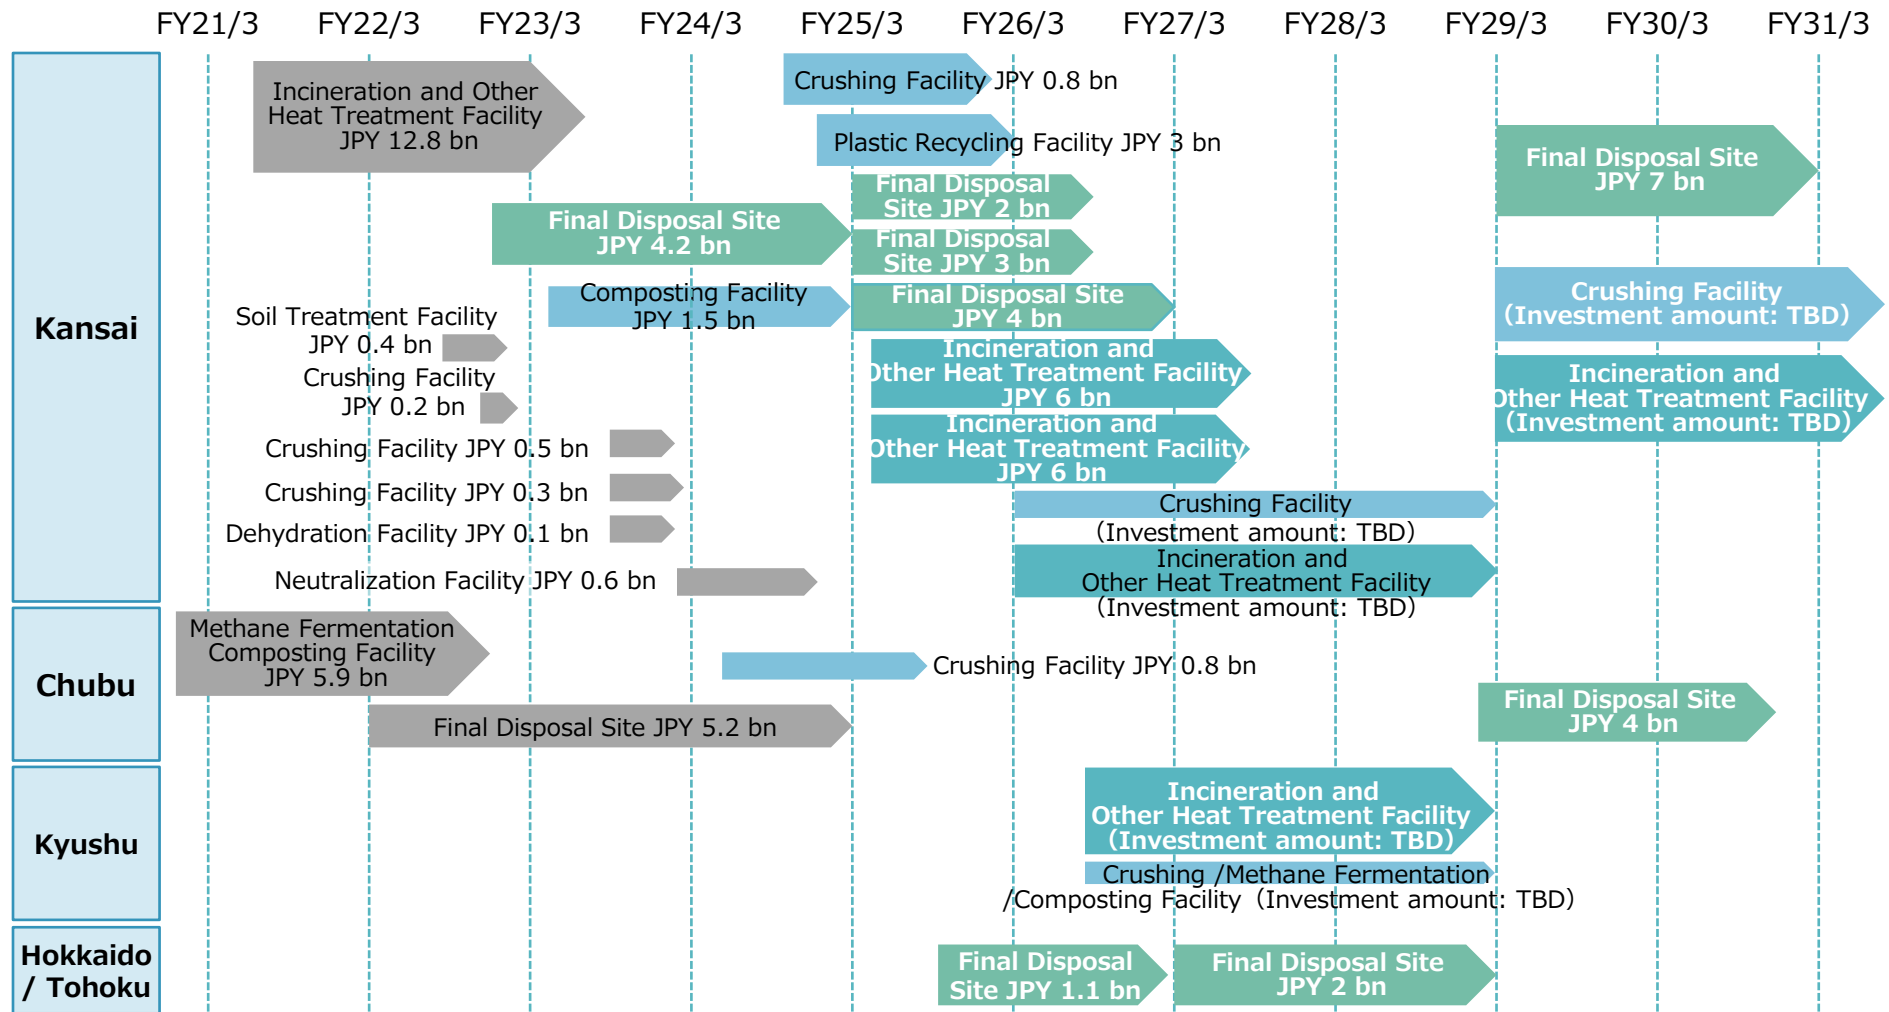 FY21/3 FY22/3 FY23/3 FY24/3 FY25/3 FY26/3 FY27/3 FY28/3 FY29/3 FY30/3 FY31/3
Kansai
Incineration and Other
Heat Treatment Facility
JPY 12.8 bn
Crushing Facility JPY 0.8 bn
Plastic Recycling Facility JPY 3 bn
Final Disposal Site
JPY 7 bn
Final Disposal
Site JPY 2 bn
Final Disposal Site
JPY 4.2 bn
Final Disposal
Site JPY 3 bn
Composting Facility
JPY 1.5 bn
Final Disposal Site
JPY 4 bn
Crushing Facility
(Investment amount: TBD)
Soil Treatment Facility
JPY 0.4 bn
Crushing Facility
JPY 0.2 bn
Incineration and
Other Heat Treatment Facility
JPY 6 bn
Incineration and
Other Heat Treatment Facility
(Investment amount: TBD)
Crushing Facility JPY 0.5 bn
Incineration and
Other Heat Treatment Facility
JPY 6 bn
Crushing Facility JPY 0.3 bn
Crushing Facility
(Investment amount: TBD)
Dehydration Facility JPY 0.1 bn
Incineration and
Other Heat Treatment Facility
(Investment amount: TBD)
Neutralization Facility JPY 0.6 bn
Chubu
Methane Fermentation
Composting Facility
JPY 5.9 bn
Crushing Facility JPY 0.8 bn
Final Disposal Site JPY 5.2 bn
Final Disposal Site
JPY 4 bn
Kyushu
Incineration and
Other Heat Treatment Facility
(Investment amount: TBD)
Crushing /Methane Fermentation
/Composting Facility (Investment amount: TBD)
Hokkaido
/ Tohoku
Final Disposal
Site JPY 1.1 bn
Final Disposal Site
JPY 2 bn